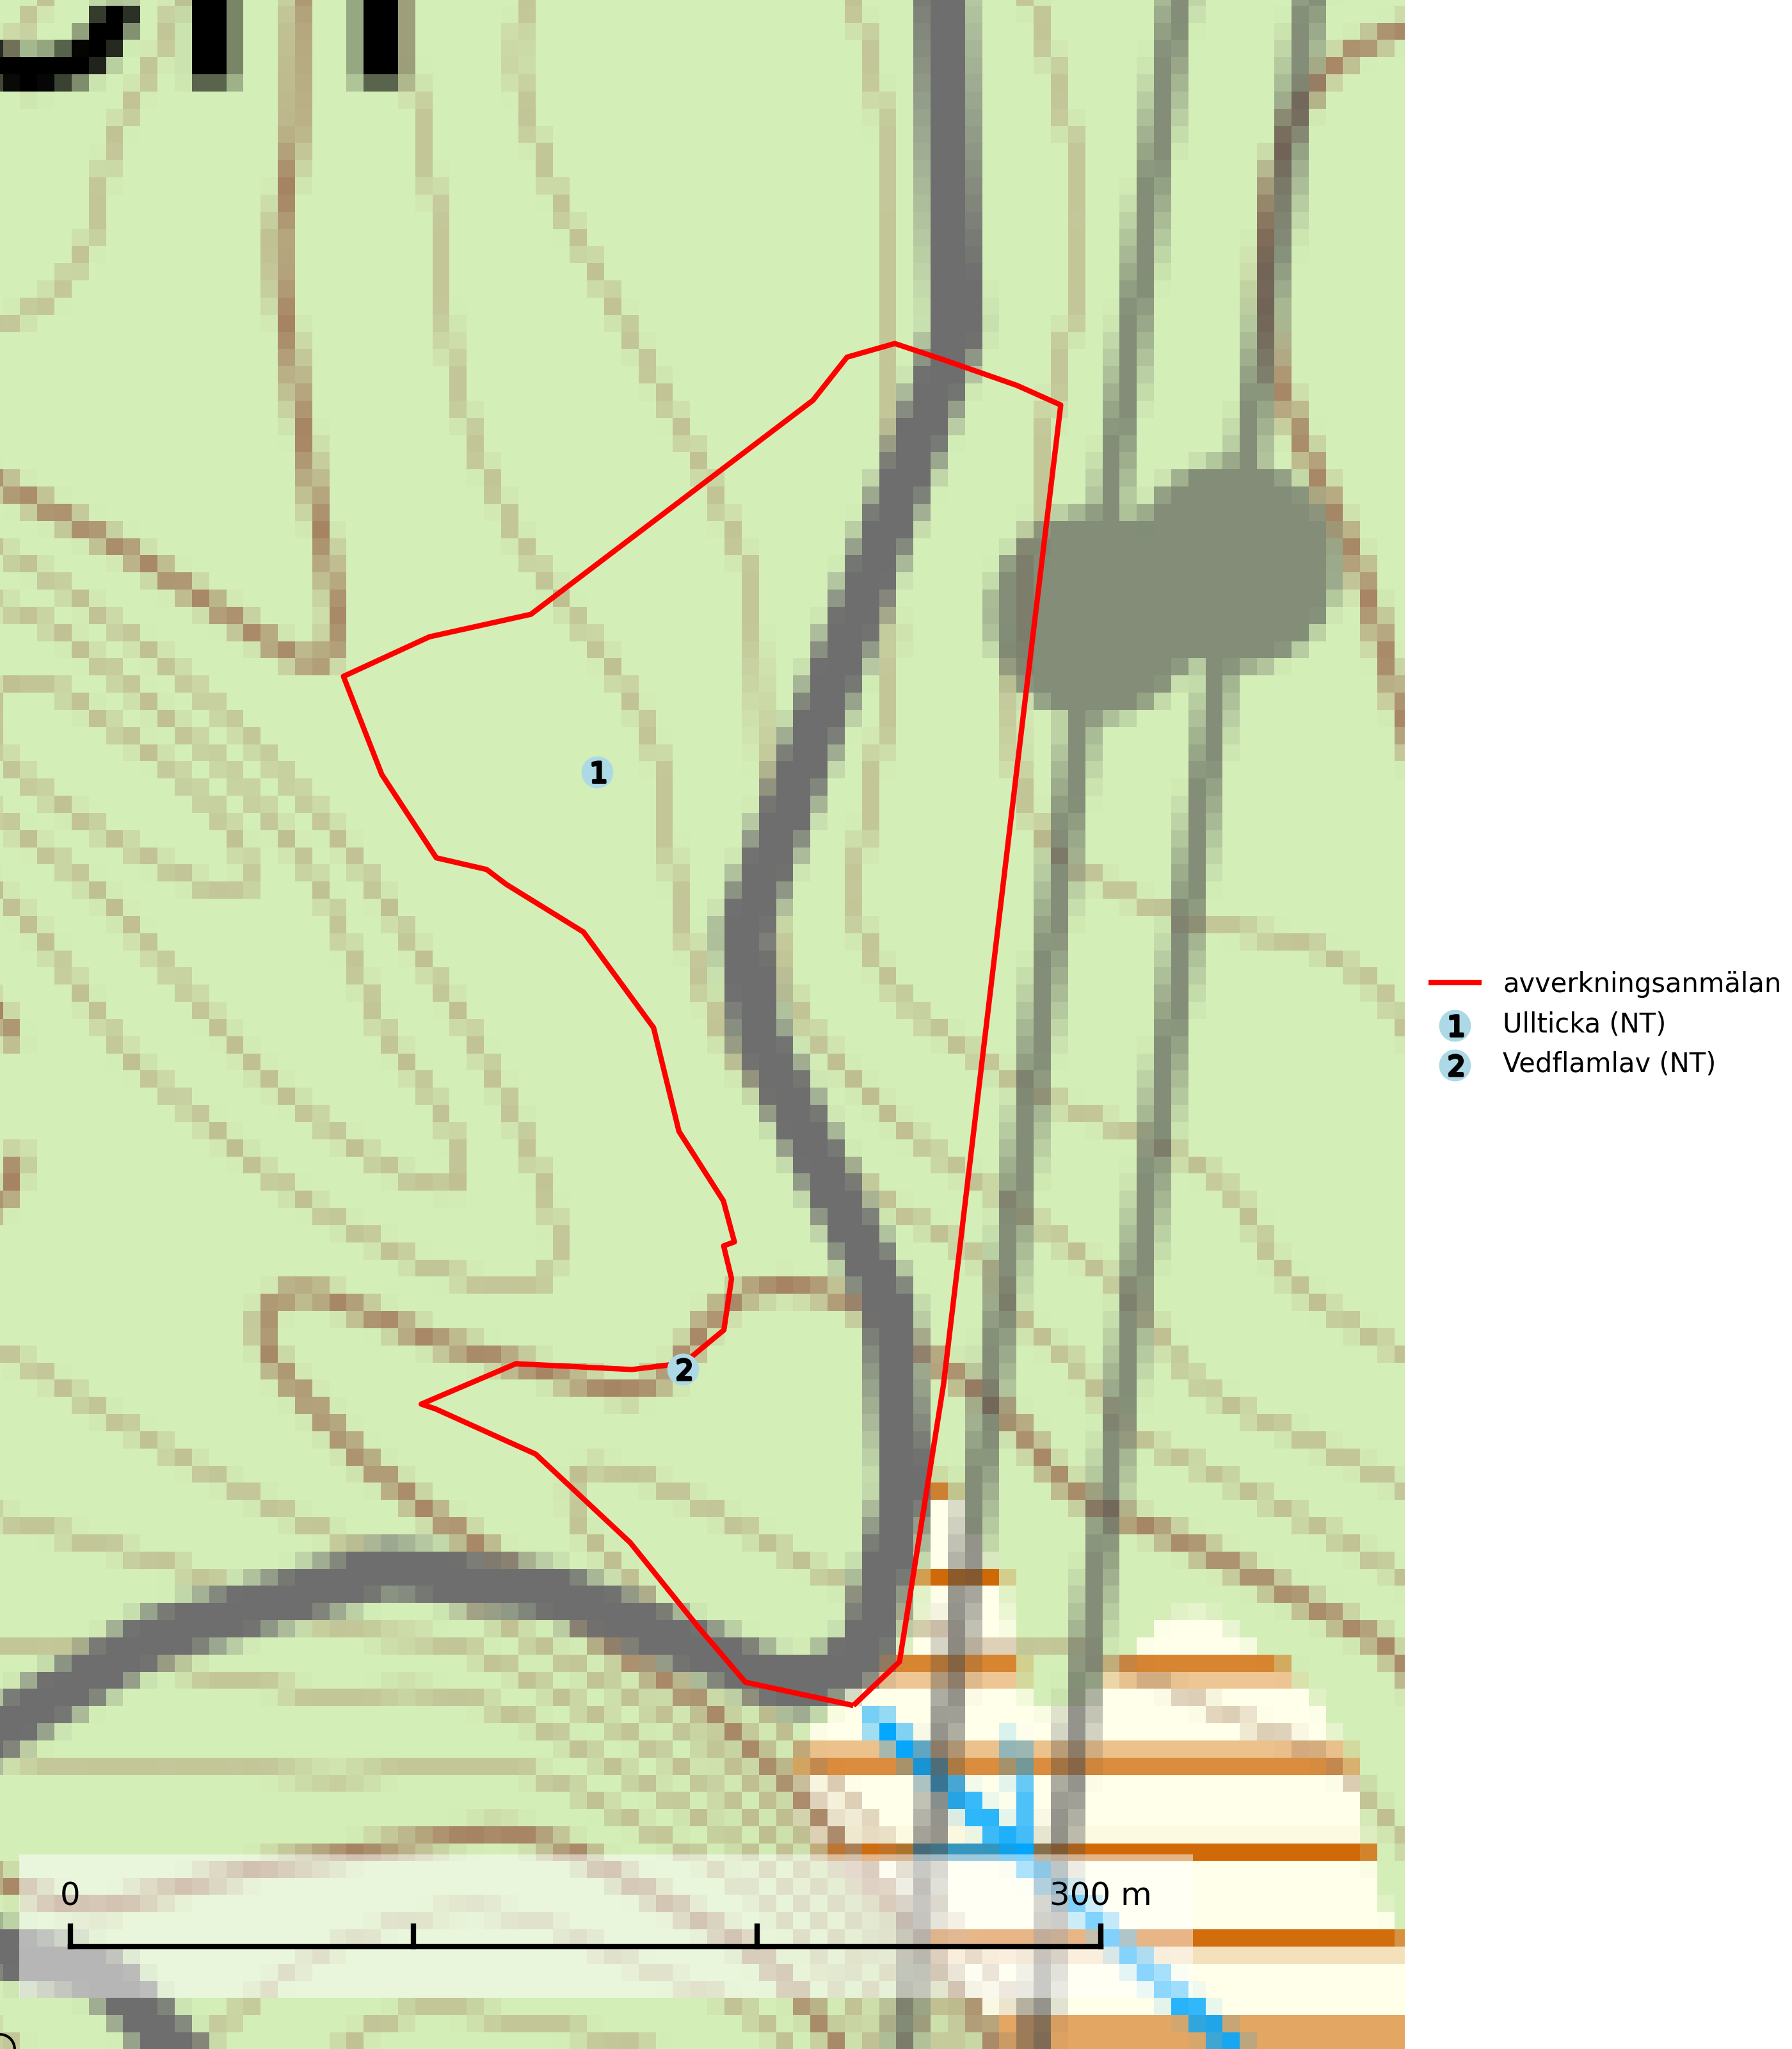 1
2
avverkningsanmälan
1 Ullticka (NT)
2 Vedflamlav (NT)
0 300 m